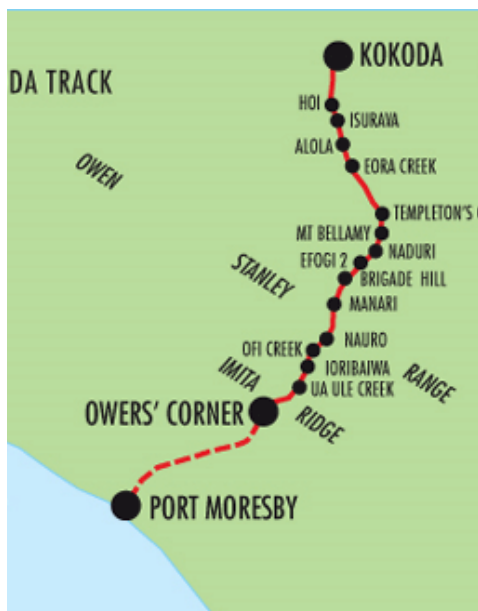 KOKODA
DA TRACK
HOI
ISURAVA
ALOLA
EORA CREEK
OWEN
TEMPLETON'S
MT BELLAMY
NADURI
EFOGI 2
BRIGADE HILL
STANLEY
MANARI
NAURO
OFI CREEK
IORIBAIWA
IMITA
RANGE
UA ULE CREEK
OWERS' CORNER
RIDGE
PORT MORESBY